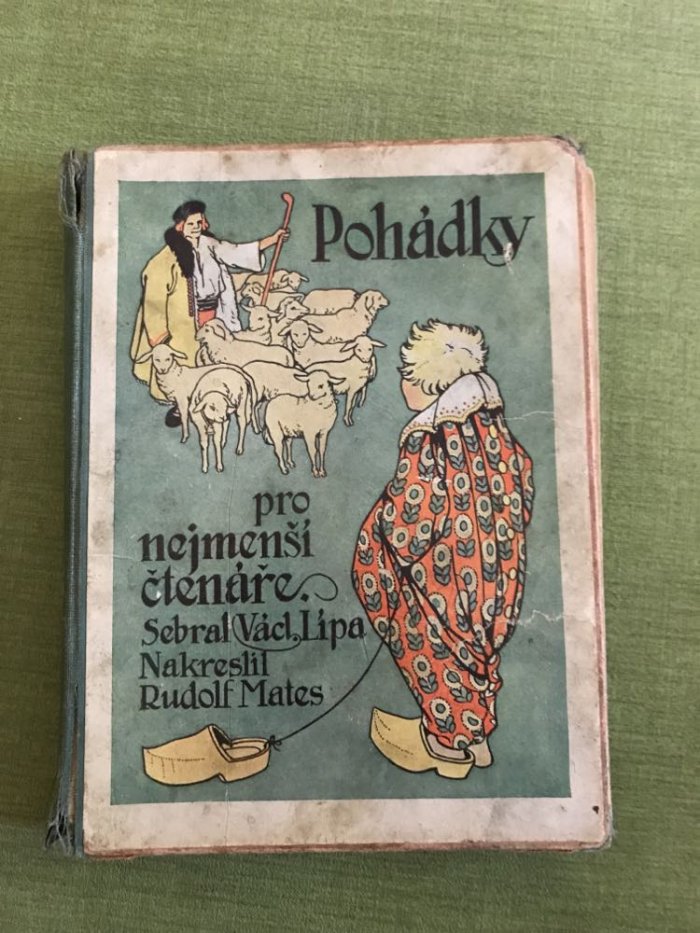 Pohádky
pro
nejmenší
čtenáře.
Sebral Václ. Lípa
Nakreslil
Rudolf Mates